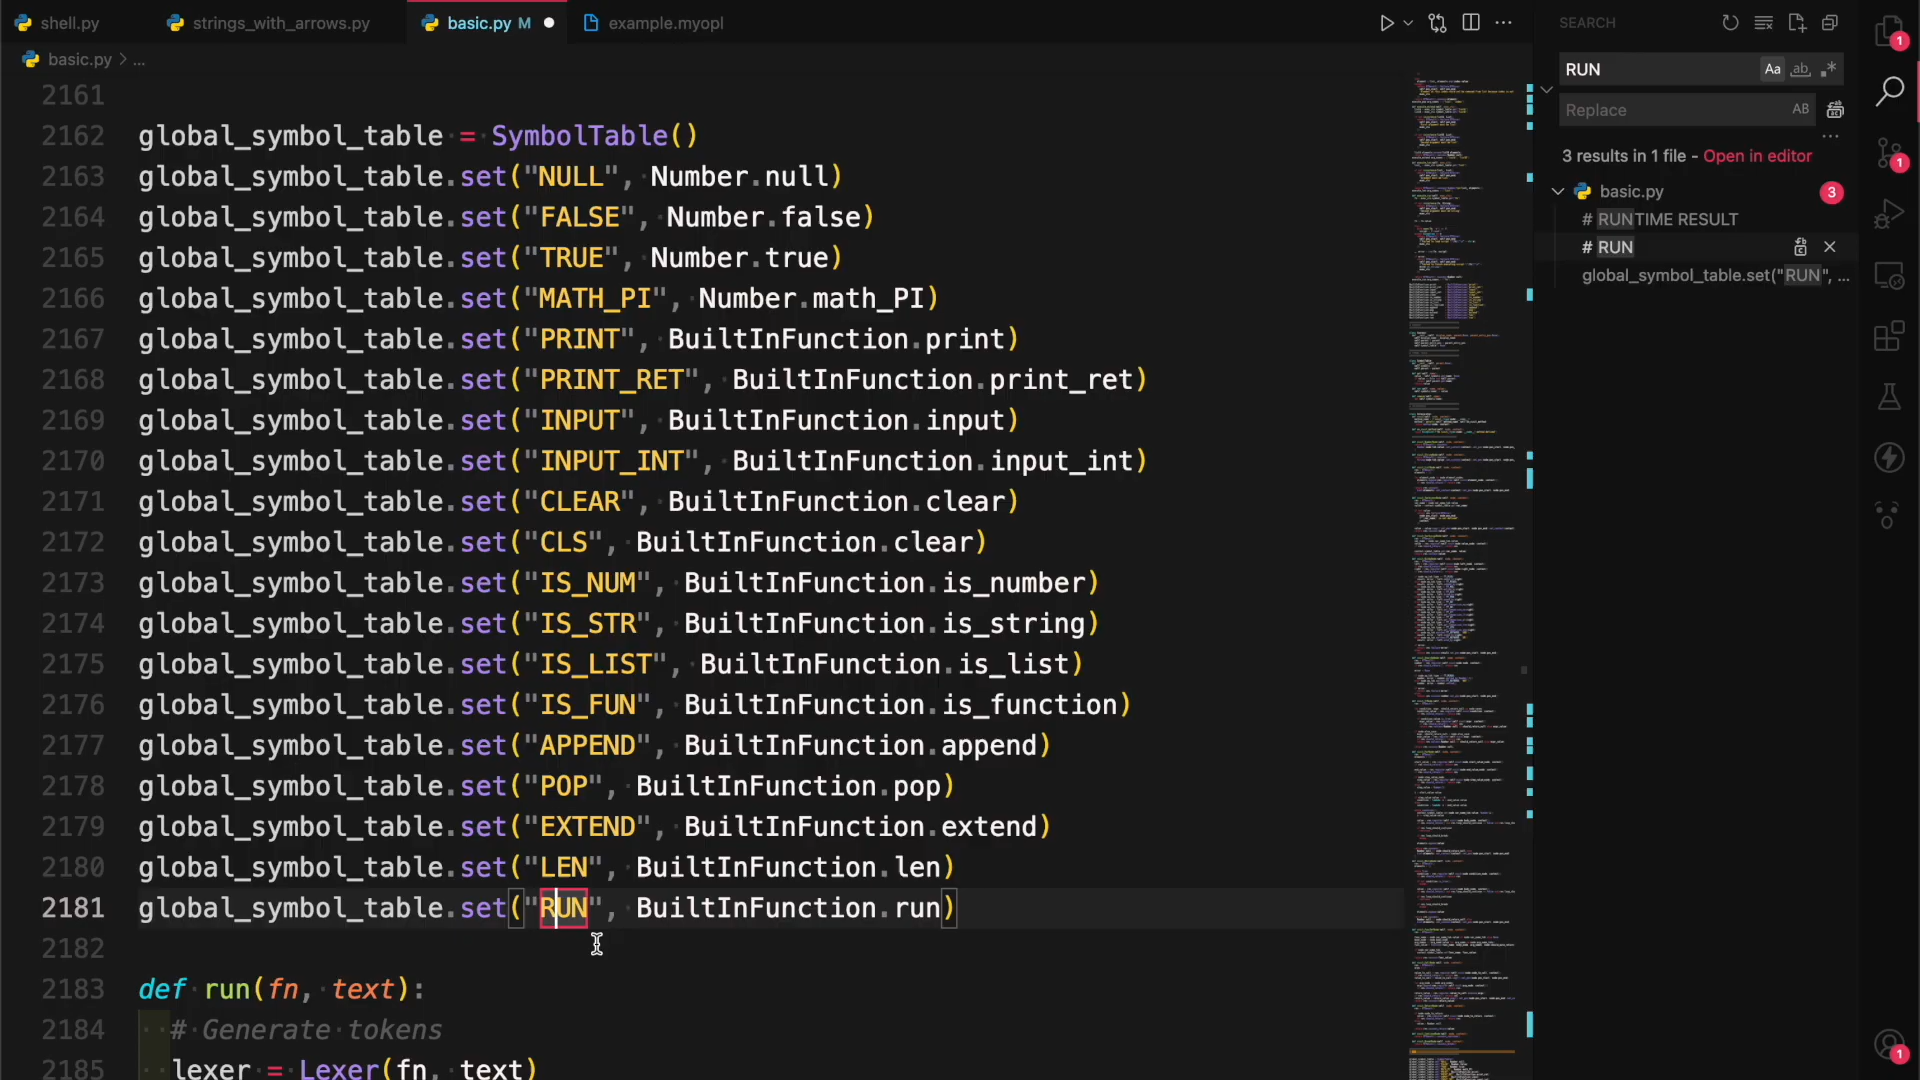 shell.py
strings_with_arrows.py
basic.py M
example.myopl
basic.py > ...
2161
2162 global_symbol_table = SymbolTable()
2163 global_symbol_table.set("NULL", Number.null)
2164 global_symbol_table.set("FALSE", Number.false)
2165 global_symbol_table.set("TRUE", Number.true)
2166 global_symbol_table.set("MATH_PI", Number.math_PI)
2167 global_symbol_table.set("PRINT", BuiltInFunction.print)
2168 global_symbol_table.set("PRINT_RET", BuiltInFunction.print_ret)
2169 global_symbol_table.set("INPUT", BuiltInFunction.input)
2170 global_symbol_table.set("INPUT_INT", BuiltInFunction.input_int)
2171 global_symbol_table.set("CLEAR", BuiltInFunction.clear)
2172 global_symbol_table.set("CLS", BuiltInFunction.clear)
2173 global_symbol_table.set("IS_NUM", BuiltInFunction.is_number)
2174 global_symbol_table.set("IS_STR", BuiltInFunction.is_string)
2175 global_symbol_table.set("IS_LIST", BuiltInFunction.is_list)
2176 global_symbol_table.set("IS_FUN", BuiltInFunction.is_function)
2177 global_symbol_table.set("APPEND", BuiltInFunction.append)
2178 global_symbol_table.set("POP", BuiltInFunction.pop)
2179 global_symbol_table.set("EXTEND", BuiltInFunction.extend)
2180 global_symbol_table.set("LEN", BuiltInFunction.len)
2181 global_symbol_table.set("RUN", BuiltInFunction.run)
2182
2183 def run(fn, text):
2184 # Generate tokens
2185 lexer = Lexer(fn, text)
SEARCH
RUN
Aa ab .*
Replace
AB
3 results in 1 file - Open in editor
basic.py 3
# RUNTIME RESULT
# RUN
global_symbol_table.set("RUN", ...
1
1
1